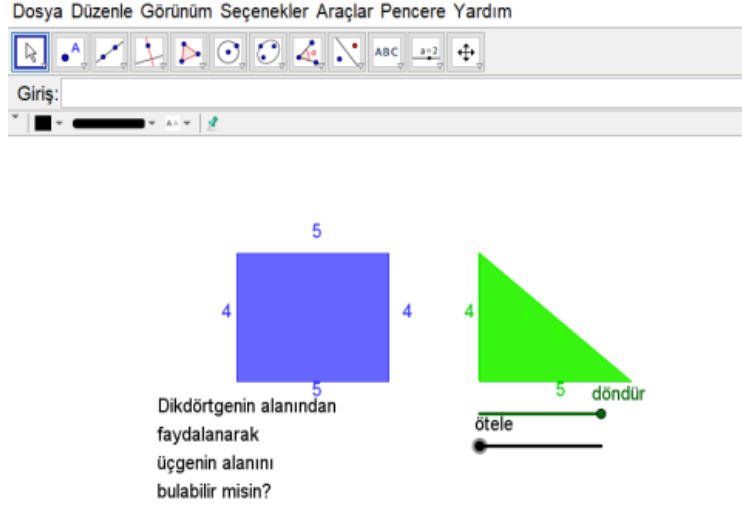 Dosya Düzenle Görünüm Seçenekler Araçlar Pencere Yardım
A
α
ABC
a=2
Giriş:
AA
5
4
4
5
4
5
döndür
ötele
Dikdörtgenin alanından
faydalanarak
üçgenin alanını
bulabilir misin?